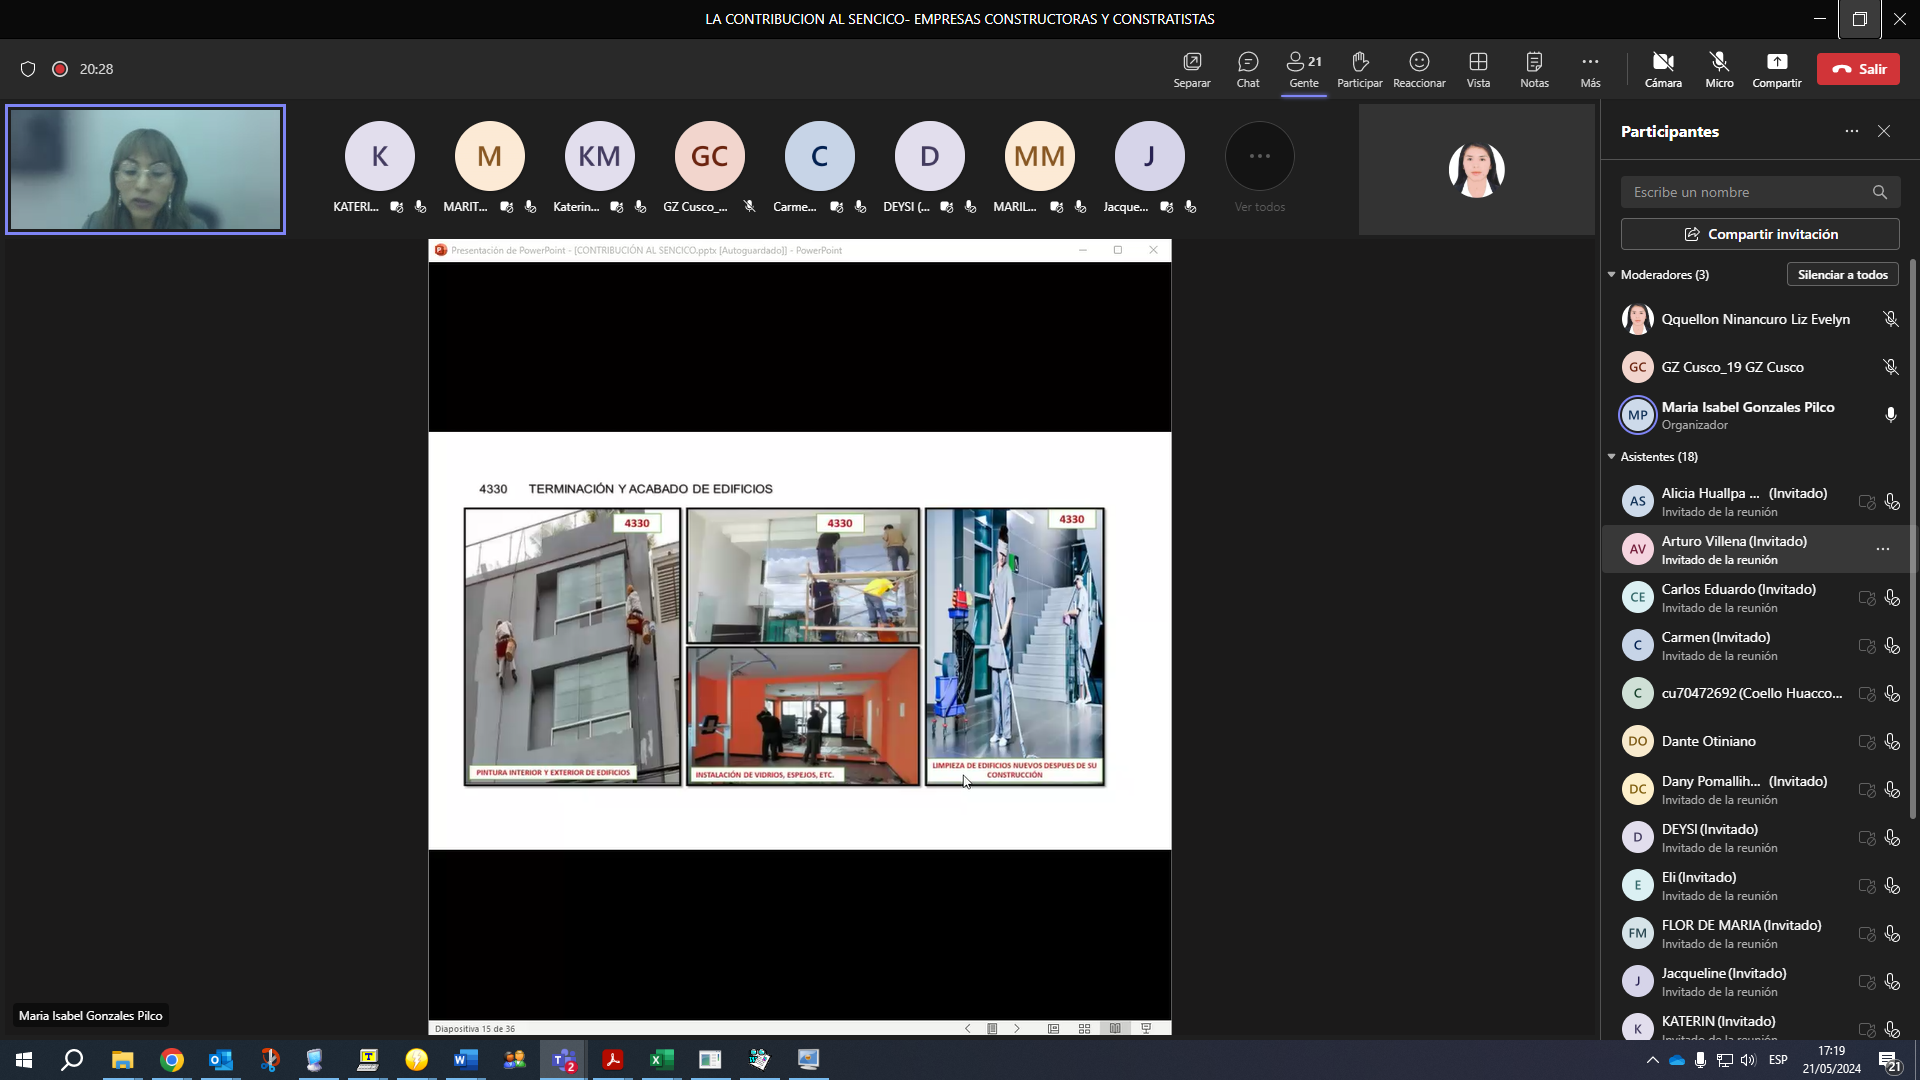 LA CONTRIBUCION AL SENCICO- EMPRESAS CONSTRUCTORAS Y CONSTRATISTAS
20:28
Separar
Chat
21
Gente
Participar
Reaccionar
Vista
Notas
Más
Cámara
Micro
Compartir
Salir
K
M
KM
GC
C
D
MM
J
KATERI...
MARIT...
Katerin...
GZ Cusco_...
Carme...
DEYSI (...
MARIL...
Jacque...
Ver todos
Presentación de PowerPoint - [CONTRIBUCIÓN AL SENCICO.pptx [Autoguardado]] - PowerPoint
4330 TERMINACIÓN Y ACABADO DE EDIFICIOS
4330
4330
4330
PINTURA INTERIOR Y EXTERIOR DE EDIFICIOS
INSTALACIÓN DE VIDRIOS, ESPEJOS, ETC.
LIMPIEZA DE EDIFICIOS NUEVOS DESPUES DE SU
CONSTRUCCIÓN
Diapositiva 15 de 36
Maria Isabel Gonzales Pilco
Participantes
Escribe un nombre
Compartir invitación
Moderadores (3)
Silenciar a todos
Qquellon Ninancuro Liz Evelyn
GC
GZ Cusco_19 GZ Cusco
MP
Maria Isabel Gonzales Pilco
Organizador
Asistentes (18)
AS
Alicia Huallpa ... (Invitado)
Invitado de la reunión
AV
Arturo Villena (Invitado)
Invitado de la reunión
CE
Carlos Eduardo (Invitado)
Invitado de la reunión
C
Carmen (Invitado)
Invitado de la reunión
C
cu70472692 (Coello Huacco...
DO
Dante Otiniano
DC
Dany Pomallih... (Invitado)
Invitado de la reunión
D
DEYSI (Invitado)
Invitado de la reunión
E
Eli (Invitado)
Invitado de la reunión
FM
FLOR DE MARIA (Invitado)
Invitado de la reunión
J
Jacqueline (Invitado)
Invitado de la reunión
K
KATERIN (Invitado)
Invitado de la reunión
2
ESP
17:19
21/05/2024
21